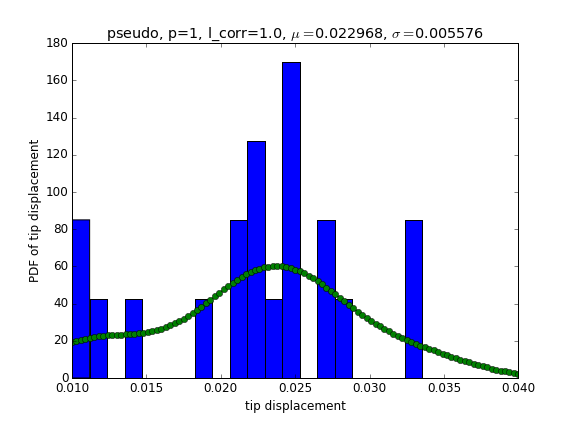 pseudo, p=1, l_corr=1.0, μ=0.022968, σ=0.005576
180
160
140
120
100
80
60
40
20
0
PDF of tip displacement
0.010 0.015 0.020 0.025 0.030 0.035 0.040
tip displacement